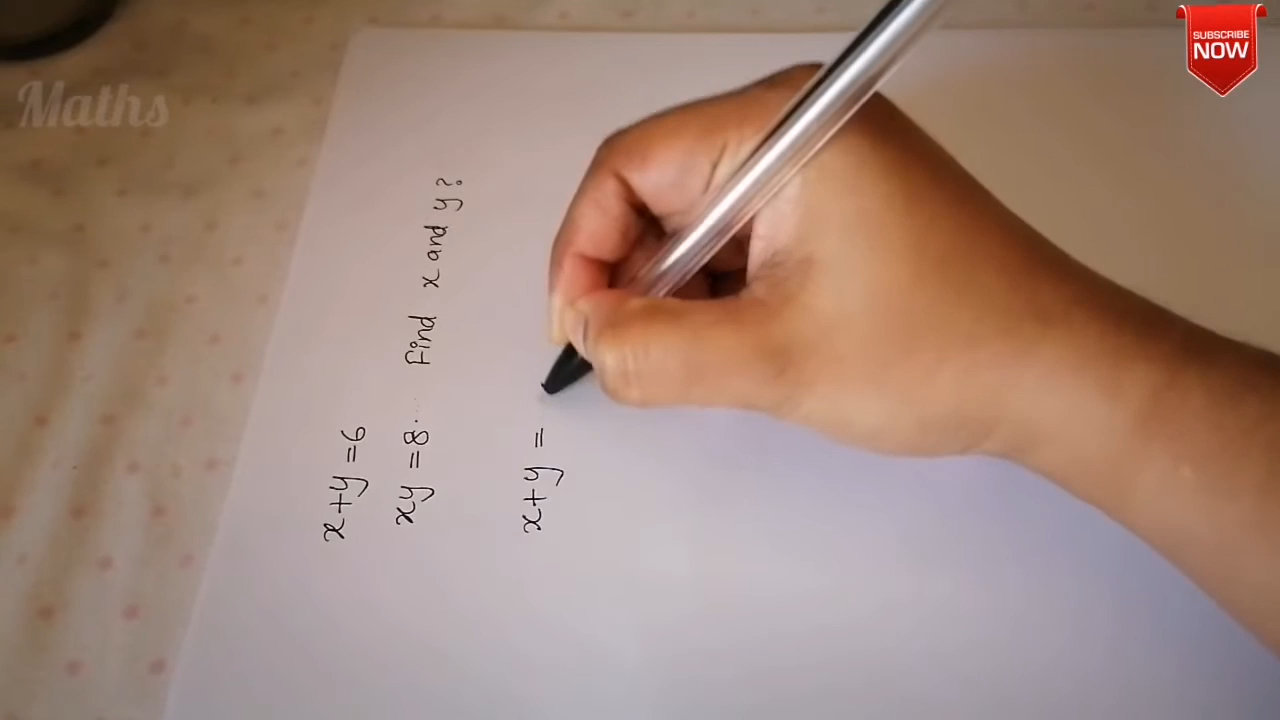 Maths
SUBSCRIBE
NOW
x+y=6
xy=8.... Find x and y?
x+y=